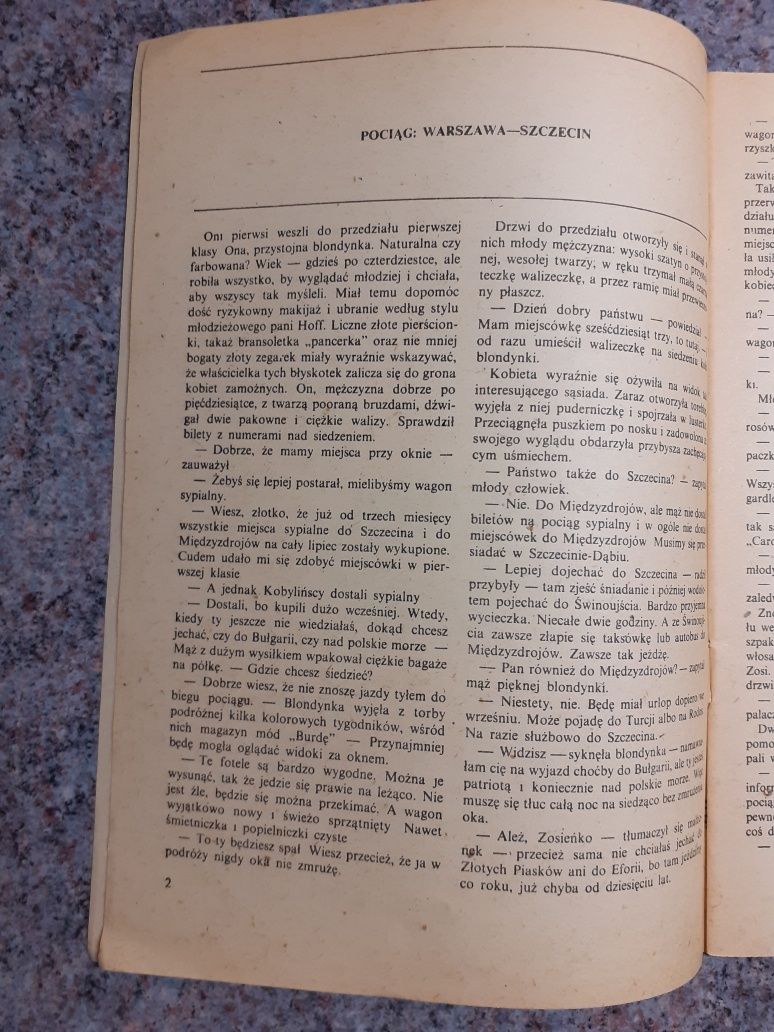 POCIĄG: WARSZAWA—SZCZECIN
Oni pierwsi weszli do przedziału pierwszej
klasy Ona, przystojna blondynka. Naturalna czy
farbowana? Wiek — gdzieś po czterdziestce, ale
robiła wszystko, by wyglądać młodziej i chciała,
aby wszyscy tak myśleli. Miał temu dopomóc
dość ryzykowny makijaż i ubranie według stylu
młodzieżowego pani Hoff. Liczne złote pierścion-
ki, takaż bransoletka „pancerka" oraz nie mniej
bogaty złoty zegarek miały wyraźnie wskazywać,
że właścicielka tych błyskotek zalicza się do grona
kobiet zamożnych. On, mężczyzna dobrze po
pięćdziesiątce, z twarzą pooraną bruzdami, dźwi-
gał dwie pakowne i ciężkie walizy. Sprawdził
bilety z numerami nad siedzeniem.
— Dobrze, że mamy miejsca przy oknie —
zauważył
— Żebyś się lepiej postarał, mielibyśmy wagon
sypialny.
— Wiesz, złotko, że już od trzech miesięcy
wszystkie miejsca sypialne do Szczecina i do
Międzyzdrojów na cały lipiec zostały wykupione.
Cudem udało mi się zdobyć miejscówki w pier-
wszej klasie
— A jednak Kobylińscy dostali sypialny
— Dostali, bo kupili dużo wcześniej. Wtedy,
kiedy ty jeszcze nie wiedziałaś, dokąd chcesz
jechać, czy do Bułgarii, czy nad polskie morze —
Mąż z dużym wysiłkiem wpakował ciężkie bagaże
na półkę. — Gdzie chcesz siedzieć?
— Dobrze wiesz, że nie znoszę jazdy tyłem do
biegu pociągu. — Blondynka wyjęła z torby
podróżnej kilka kolorowych tygodników, wśród
nich magazyn mód „Burdę" — Przynajmniej
będę mogła oglądać widoki za oknem.
— Te fotele są bardzo wygodne. Można je
wysunąć, tak że jedzie się prawie na leżąco. Nie
jest źle, będzie się można przekimać. A wagon
wyjątkowo nowy i świeżo sprzątnięty Nawet
śmietniczka i popielniczki czyste
— To ty będziesz spał Wiesz przecież, że ja w
podróży nigdy oka nie zmrużę.
2
Drzwi do przedziału otworzyły się i stanął
nich młody mężczyzna: wysoki szatyn o
nej, wesołej twarzy; w ręku trzymał małą
teczkę walizeczkę, a przez ramię miał
ny płaszcz.
— Dzień dobry państwu — powiedział
Mam miejscówkę sześćdziesiąt trzy, to tutaj —
od razu umieścił walizeczkę na siedzeniu
blondynki.
Kobieta wyraźnie się ożywiła na widok
interesującego sąsiada. Zaraz otworzyła
wyjęła z niej puderniczkę i spojrzała w
Przeciągnęła puszkiem po nosku i zadowolona z
swojego wyglądu obdarzyła przybysza
cym uśmiechem.
— Państwo także do Szczecina? —
młody człowiek.
— Nie. Do Międzyzdrojów, ale mąż nie
biletów na pociąg sypialny i w ogóle nie
miejscówek do Międzyzdrojów Musimy się
siadać w Szczecinie-Dąbiu.
— Lepiej dojechać do Szczecina —
przybyły — tam zjeść śniadanie i później
tem pojechać do Świnoujścia. Bardzo przyjemna
wycieczka. Niecałe dwie godziny. A ze
cia zawsze złapie się taksówkę lub autobus do
Międzyzdrojów. Zawsze tak jeżdżę.
— Pan również do Międzyzdrojów? —
mąż pięknej blondynki.
— Niestety, nie. Będę miał urlop dopiero we
wrześniu. Może pojadę do Turcji albo na
Na razie służbowo do Szczecina.
— Widzisz — syknęła blondynka —
łam cię na wyjazd choćby do Bułgarii, ale ty jesteś
patriotą i koniecznie nad polskie morze.
muszę się tłuc całą noc na siedząco bez zmrużenia
oka.
— Ależ, Zosieńko — tłumaczył się
nek — przecież sama nie chciałaś jechać do
Złotych Piasków ani do Eforii, bo tam
co roku, już chyba od dziesięciu lat.